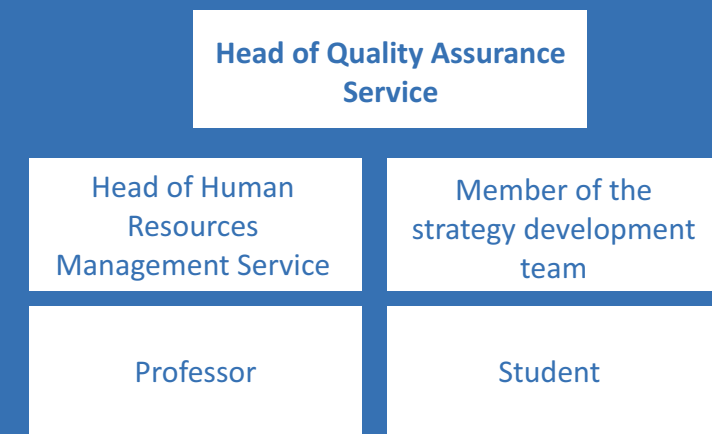 Head of Quality Assurance
Service
Head of Human
Resources
Management Service
Member of the
strategy development
team
Professor
Student